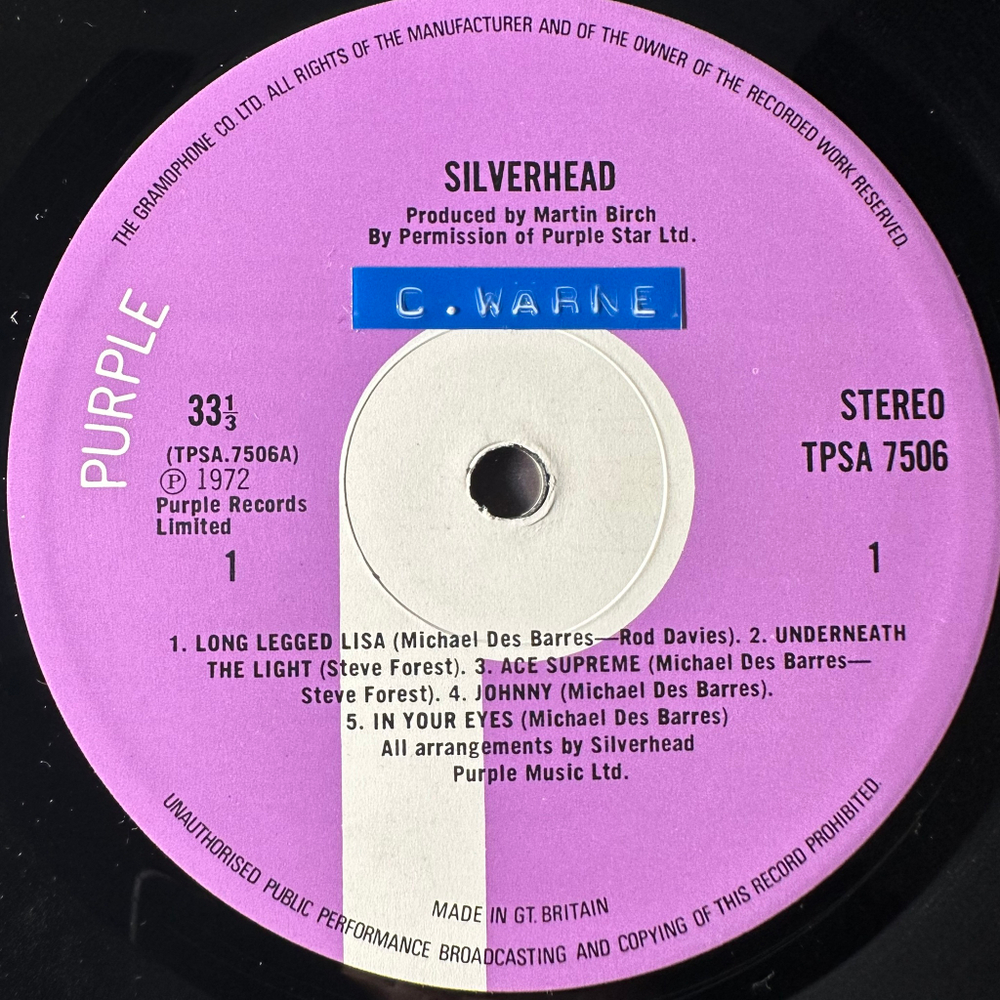 THE GRAMOPHONE CO. LTD. ALL RIGHTS OF THE MANUFACTURER AND OF THE OWNER OF THE RECORDED WORK RESERVED.
SILVERHEAD
Produced by Martin Birch
By Permission of Purple Star Ltd.
C.WARNE
PURPLE
33⅓
(TPSA.7506A)
Ⓟ 1972
Purple Records
Limited
1
STEREO
TPSA 7506
1
1. LONG LEGGED LISA (Michael Des Barres—Rod Davies). 2. UNDERNEATH
THE LIGHT (Steve Forest). 3. ACE SUPREME (Michael Des Barres—
Steve Forest). 4. JOHNNY (Michael Des Barres).
5. IN YOUR EYES (Michael Des Barres)
All arrangements by Silverhead
Purple Music Ltd.
MADE IN GT. BRITAIN
UNAUTHORISED PUBLIC PERFORMANCE BROADCASTING AND COPYING OF THIS RECORD PROHIBITED.